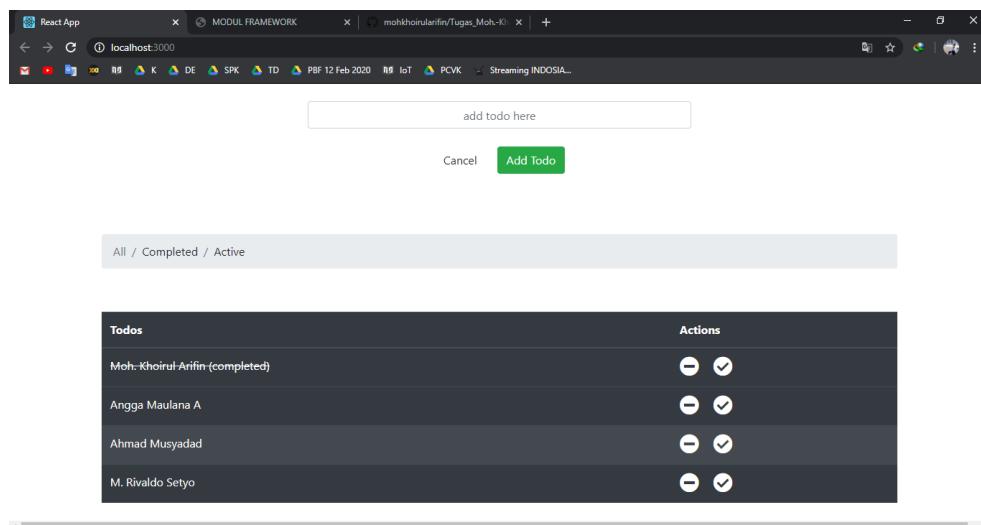 React App
MODUL FRAMEWORK
mohkhoirularifin/Tugas_Moh.-Kh
localhost:3000
K
DE
SPK
TD
PBF 12 Feb 2020
IoT
PCVK
Streaming INDOSIA...
add todo here
Cancel Add Todo
All / Completed / Active
Todos Actions
Moh. Khoirul Arifin (completed)
Angga Maulana A
Ahmad Musyadad
M. Rivaldo Setyo